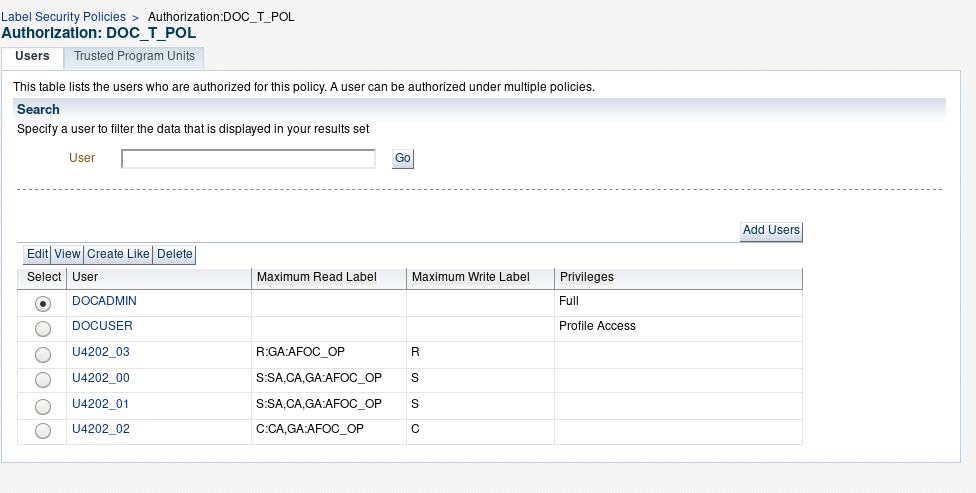 Label Security Policies > Authorization:DOC_T_POL
Authorization: DOC_T_POL
Users Trusted Program Units
This table lists the users who are authorized for this policy. A user can be authorized under multiple policies.
Search
Specify a user to filter the data that is displayed in your results set
User Go
Add Users
Edit View Create Like Delete
Select User Maximum Read Label Maximum Write Label Privileges
DOCADMIN Full
DOCUSER Profile Access
U4202_03 R:GA:AFOC_OP R
U4202_00 S:SA,CA,GA:AFOC_OP S
U4202_01 S:SA,CA,GA:AFOC_OP S
U4202_02 C:CA,GA:AFOC_OP C